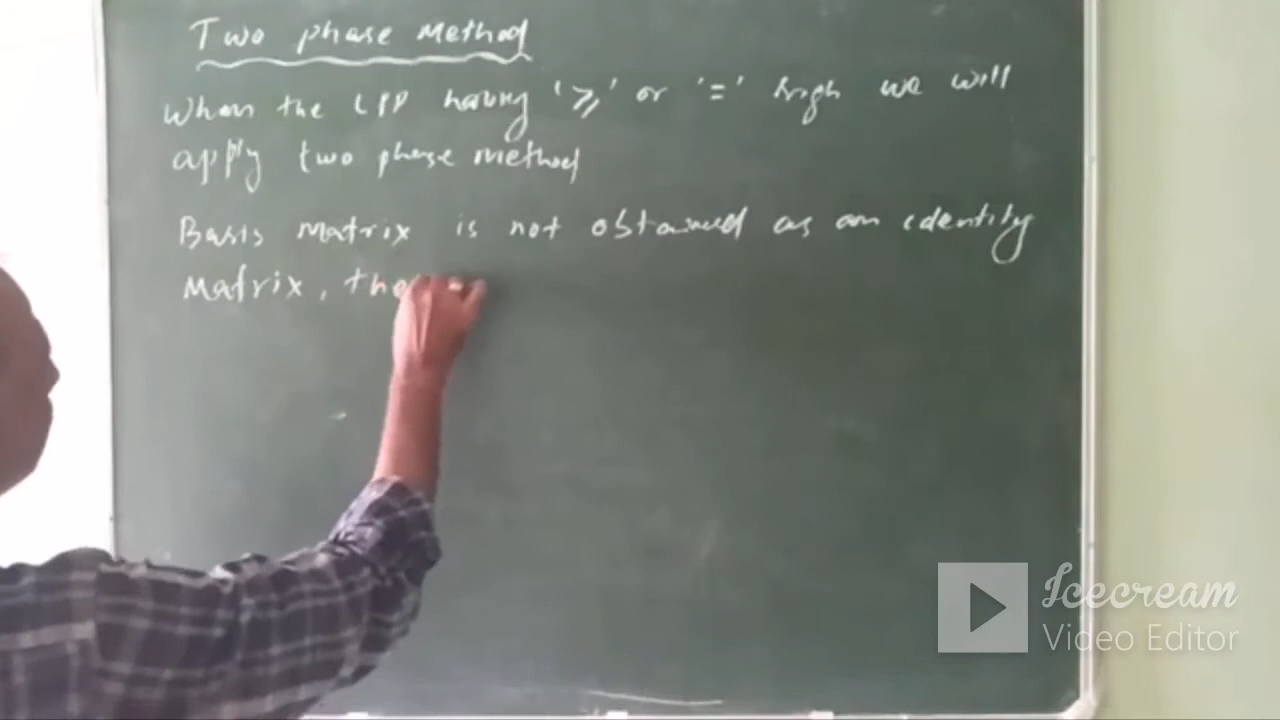 Two phase Method
When the LPP having '≥' or '=' sign we will
apply two phase method
Basis matrix is not obtained as an identity
Matrix, the
Icecream
Video Editor